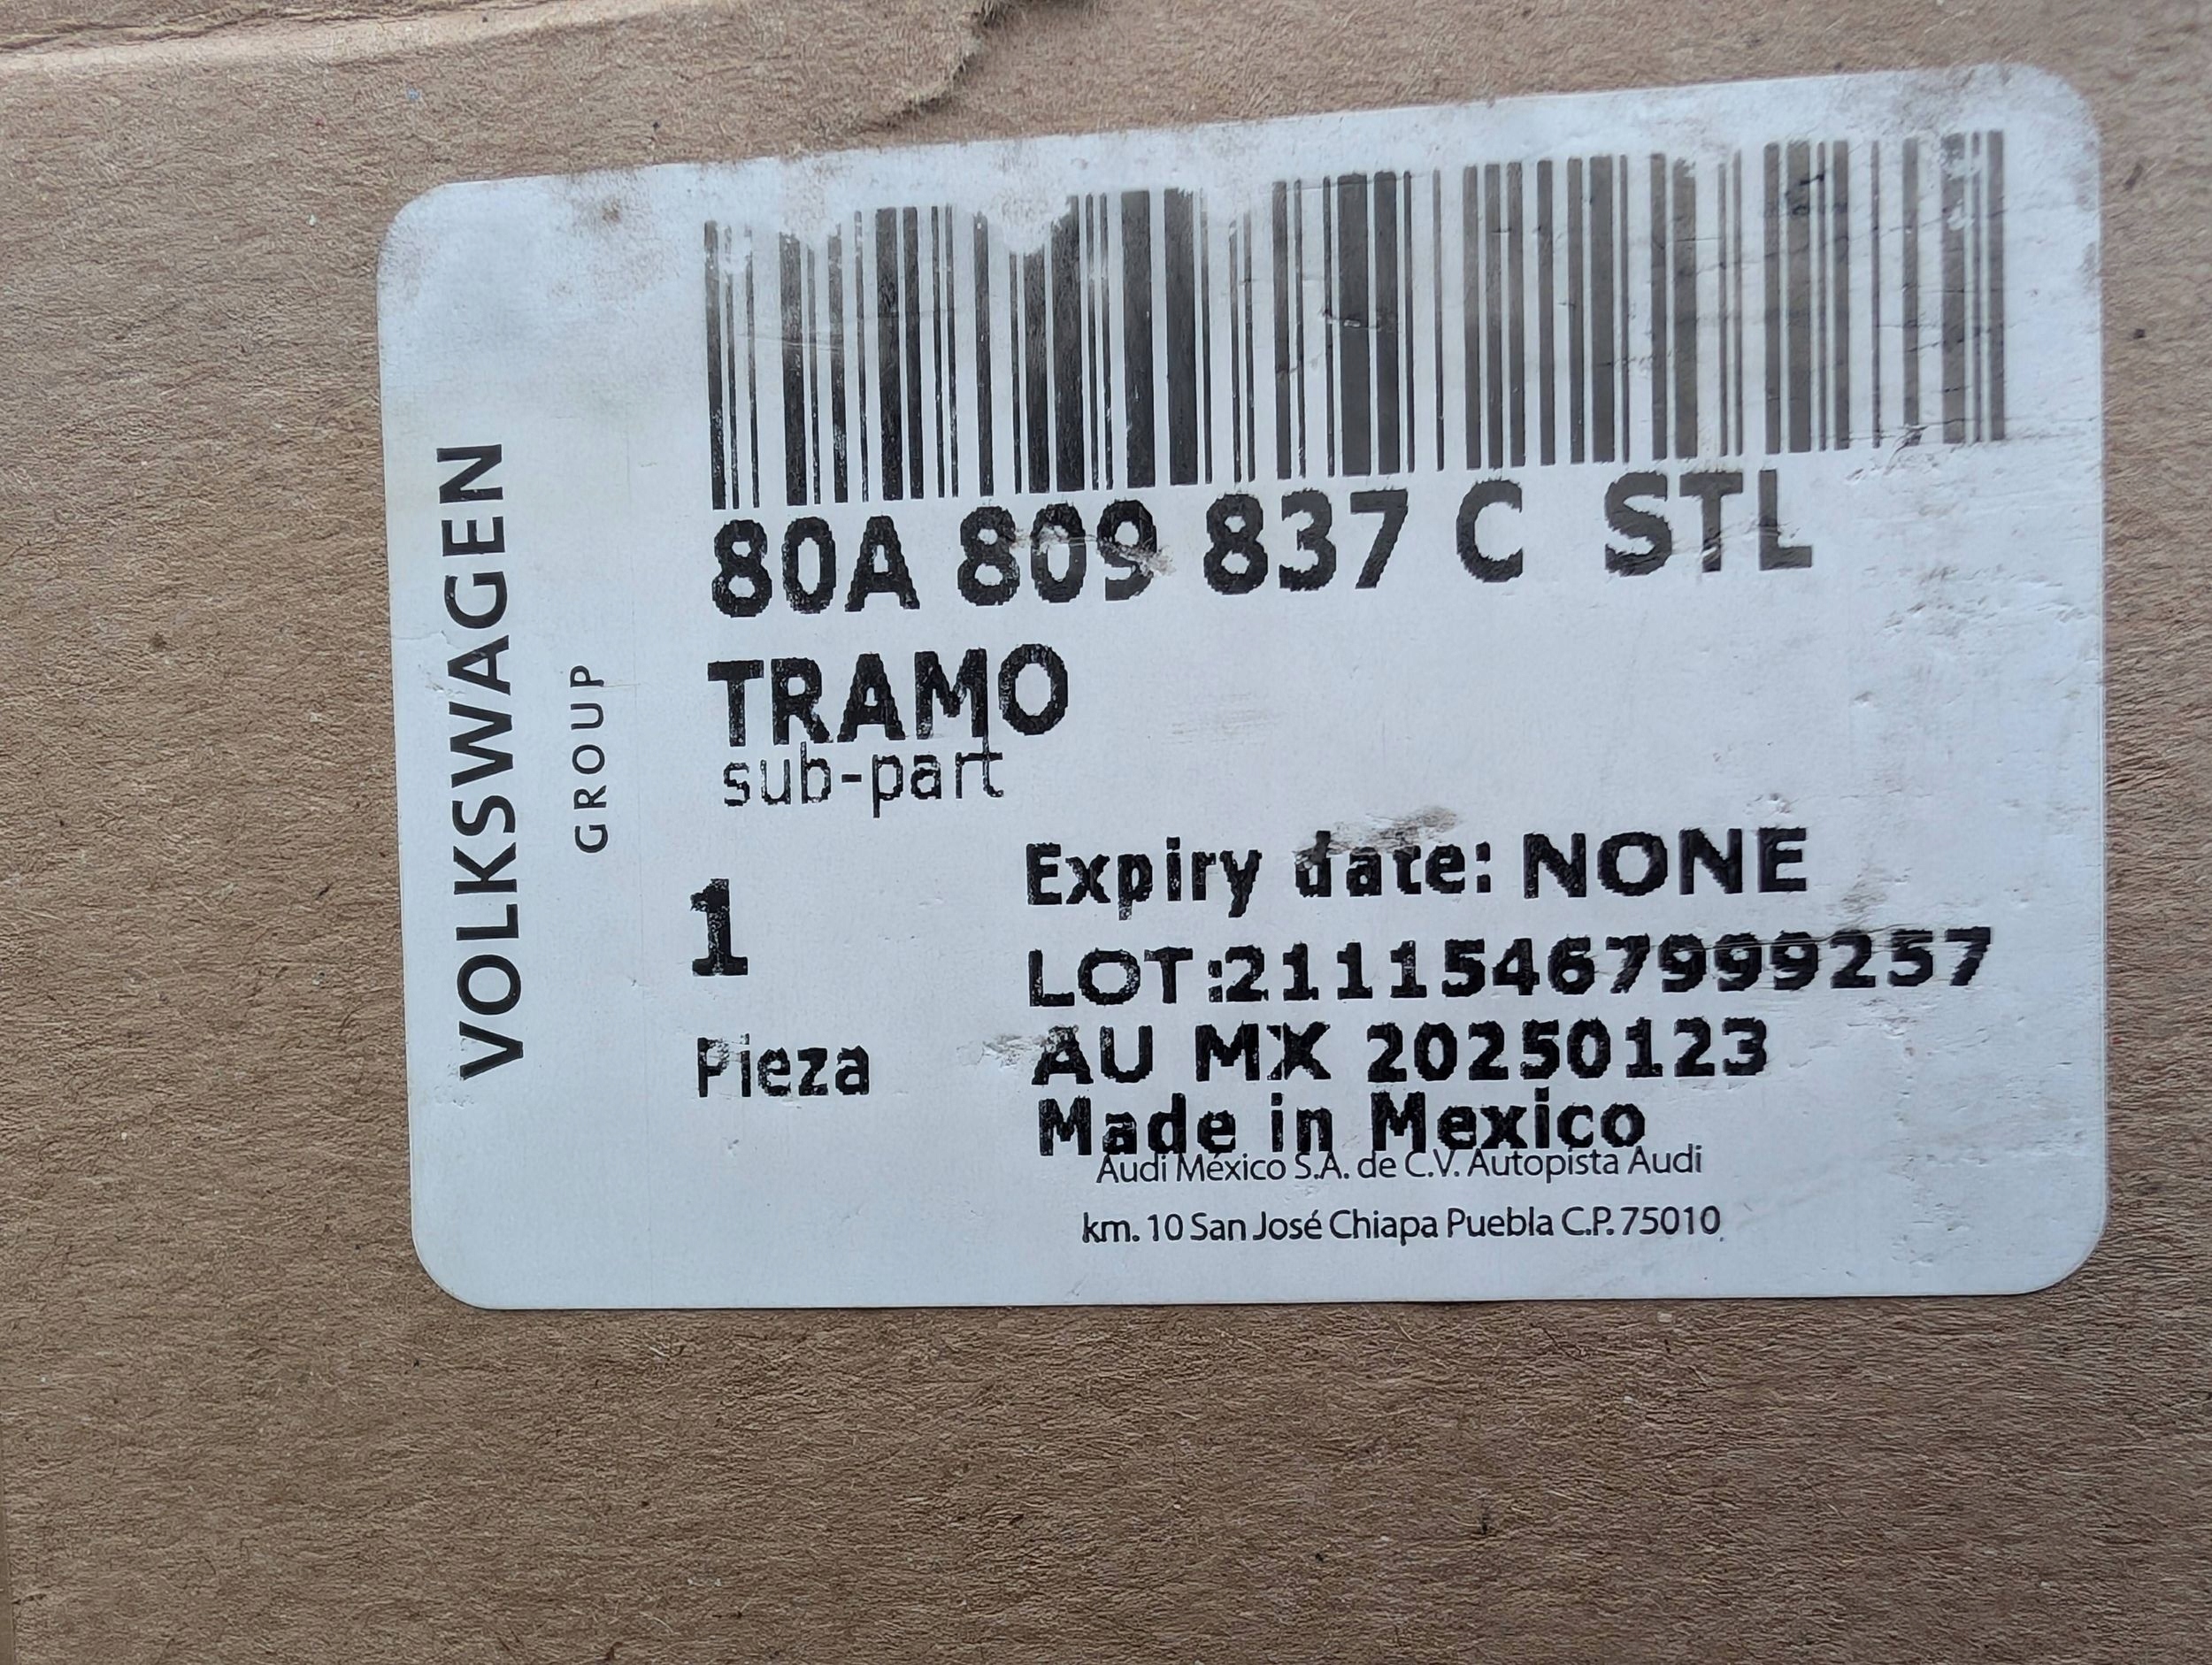 VOLKSWAGEN
GROUP
80A 809 837 C STL
TRAMO
sub-part
1
Pieza
Expiry date: NONE
LOT:21115467999257
AU MX 20250123
Made in Mexico
Audi México S.A. de C.V. Autopista Audi
km. 10 San José Chiapa Puebla C.P. 75010